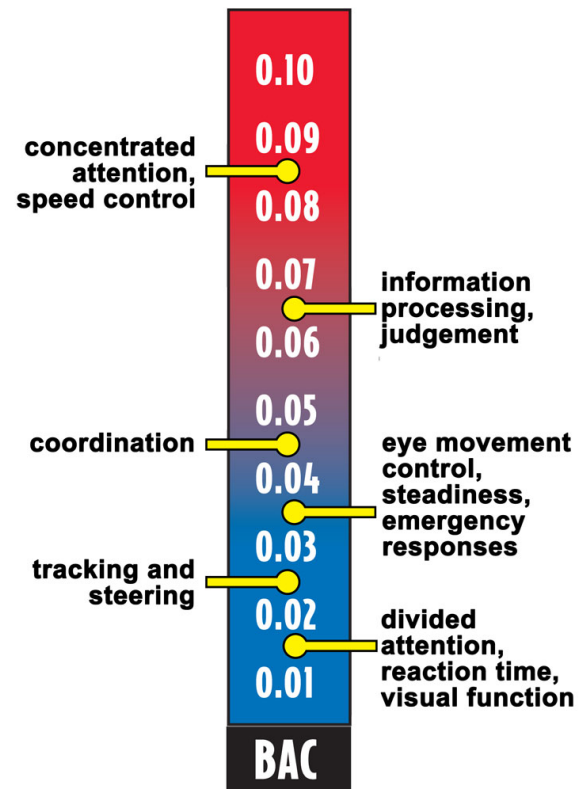 0.10
0.09
concentrated
attention,
speed control
0.08
0.07
information
processing,
judgement
0.06
0.05
coordination
eye movement
control,
steadiness,
emergency
responses
0.04
0.03
tracking and
steering
0.02
divided
attention,
reaction time,
visual function
0.01
BAC